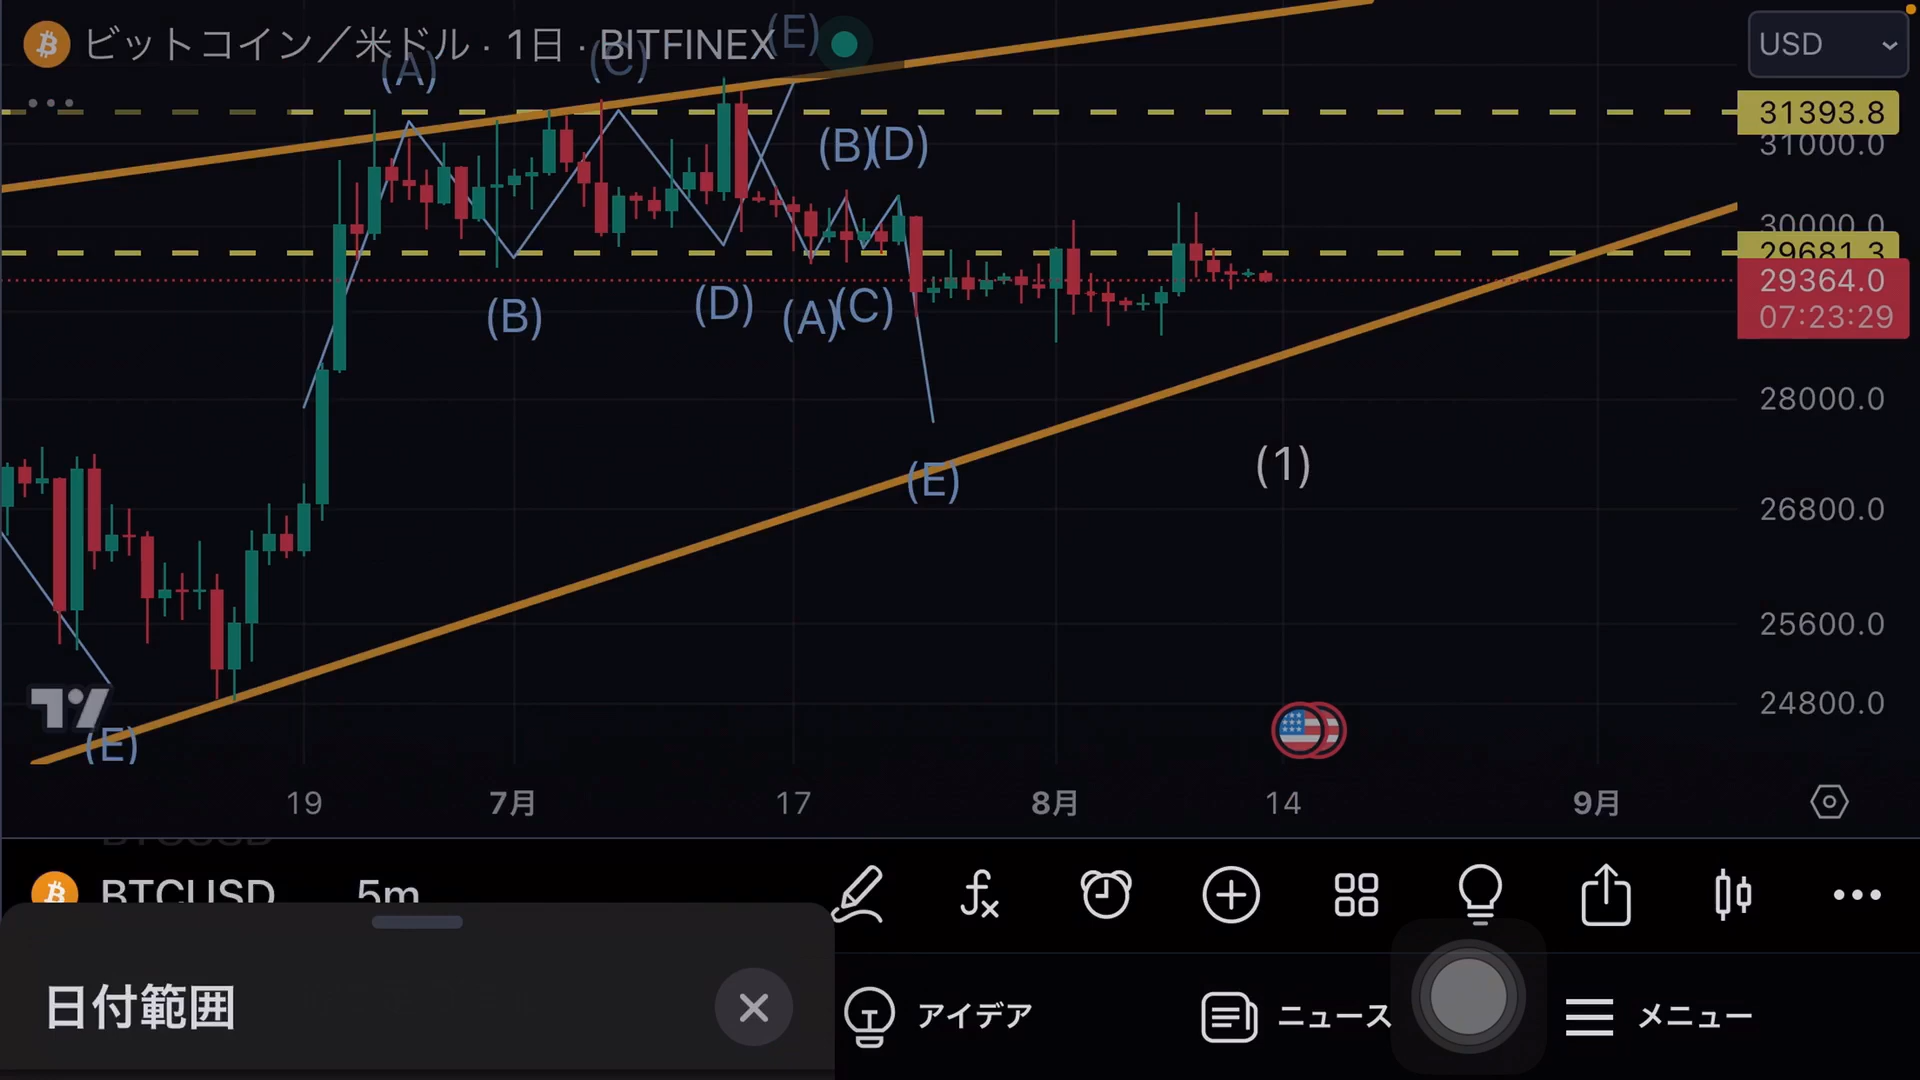 ビットコイン／米ドル · 1日 · BITFINEX
USD
(A)
(C)
(E)
31393.8
31000.0
(B)
(D)
30000.0
29681.3
29364.0
07:23:29
(B)
(D)
(A)
(C)
28000.0
(E)
(1)
26800.0
25600.0
24800.0
(E)
19
7月
17
8月
14
9月
BTCUSD
5m
日付範囲
アイデア
ニュース
メニュー